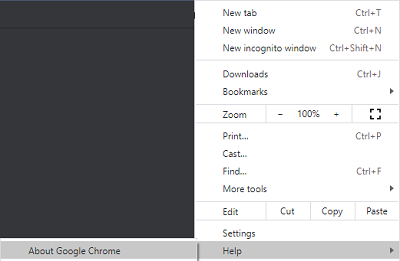 New tab Ctrl+T
New window Ctrl+N
New incognito window Ctrl+Shift+N
Downloads Ctrl+J
Bookmarks
Zoom − 100% +
Print... Ctrl+P
Cast...
Find... Ctrl+F
More tools
Edit Cut Copy Paste
Settings
About Google Chrome Help